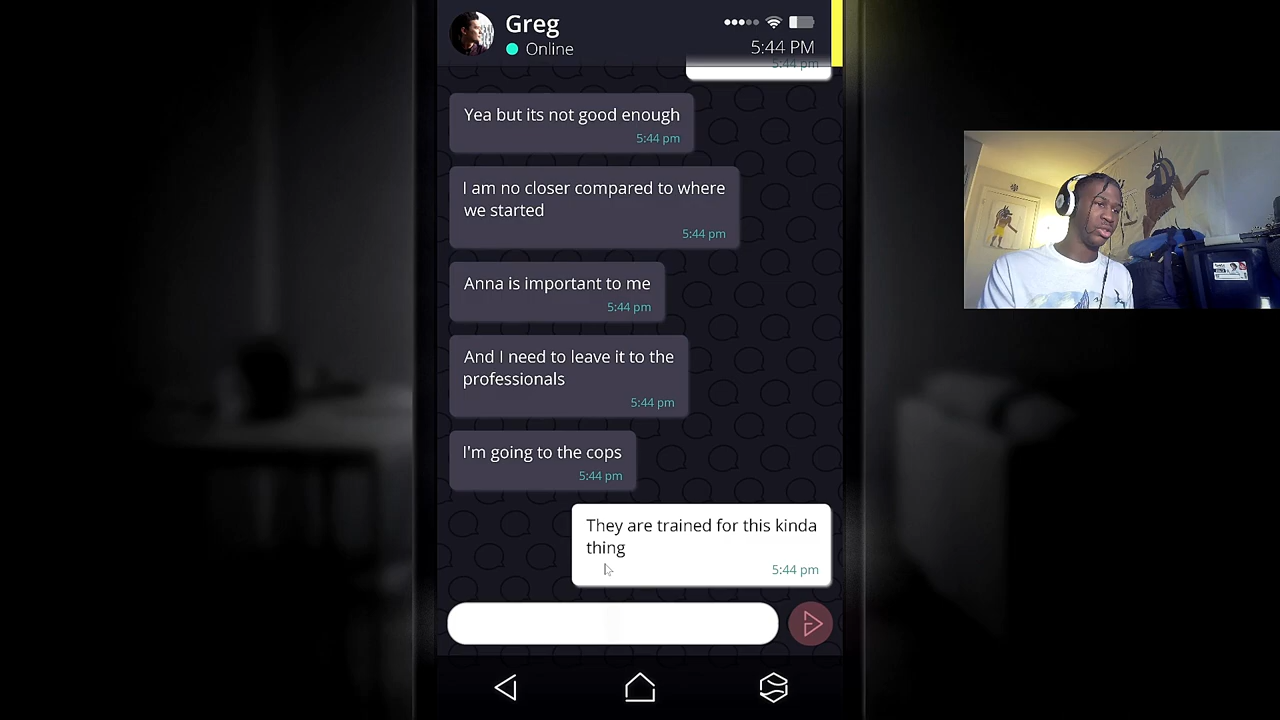 Greg
Online
5:44 PM
5:44 pm
Yea but its not good enough
5:44 pm
I am no closer compared to where
we started
5:44 pm
Anna is important to me
5:44 pm
And I need to leave it to the
professionals
5:44 pm
I'm going to the cops
5:44 pm
They are trained for this kinda
thing
5:44 pm